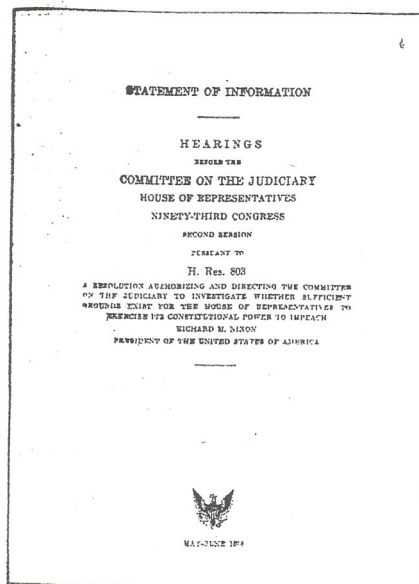 STATEMENT OF INFORMATION
HEARINGS
BEFORE THE
COMMITTEE ON THE JUDICIARY
HOUSE OF REPRESENTATIVES
NINETY-THIRD CONGRESS
SECOND SESSION
PURSUANT TO
H. Res. 803
A RESOLUTION AUTHORIZING AND DIRECTING THE COMMITTEE
ON THE JUDICIARY TO INVESTIGATE WHETHER SUFFICIENT
GROUNDS EXIST FOR THE HOUSE OF REPRESENTATIVES TO
EXERCISE ITS CONSTITUTIONAL POWER TO IMPEACH
RICHARD M. NIXON
PRESIDENT OF THE UNITED STATES OF AMERICA
MAY-JUNE 1974